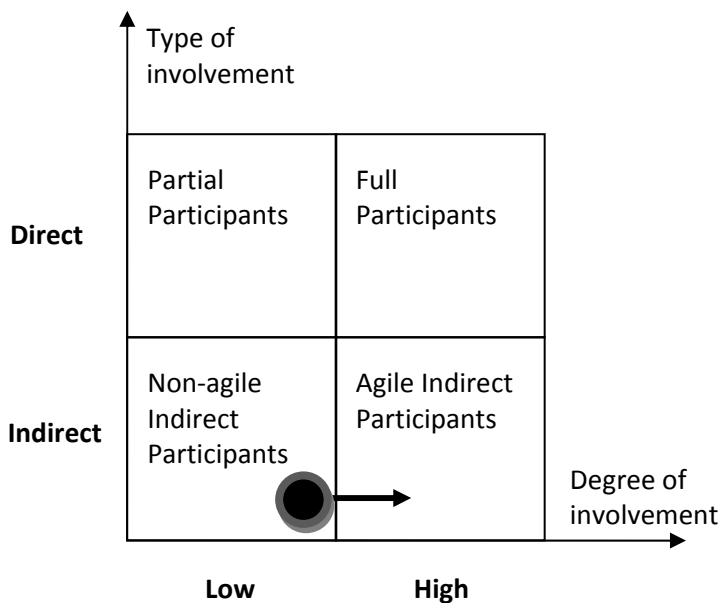 Type of
involvement
Partial
Participants
Full
Participants
Direct
Non-agile
Indirect
Participants
Agile Indirect
Participants
Indirect
Degree of
involvement
Low
High